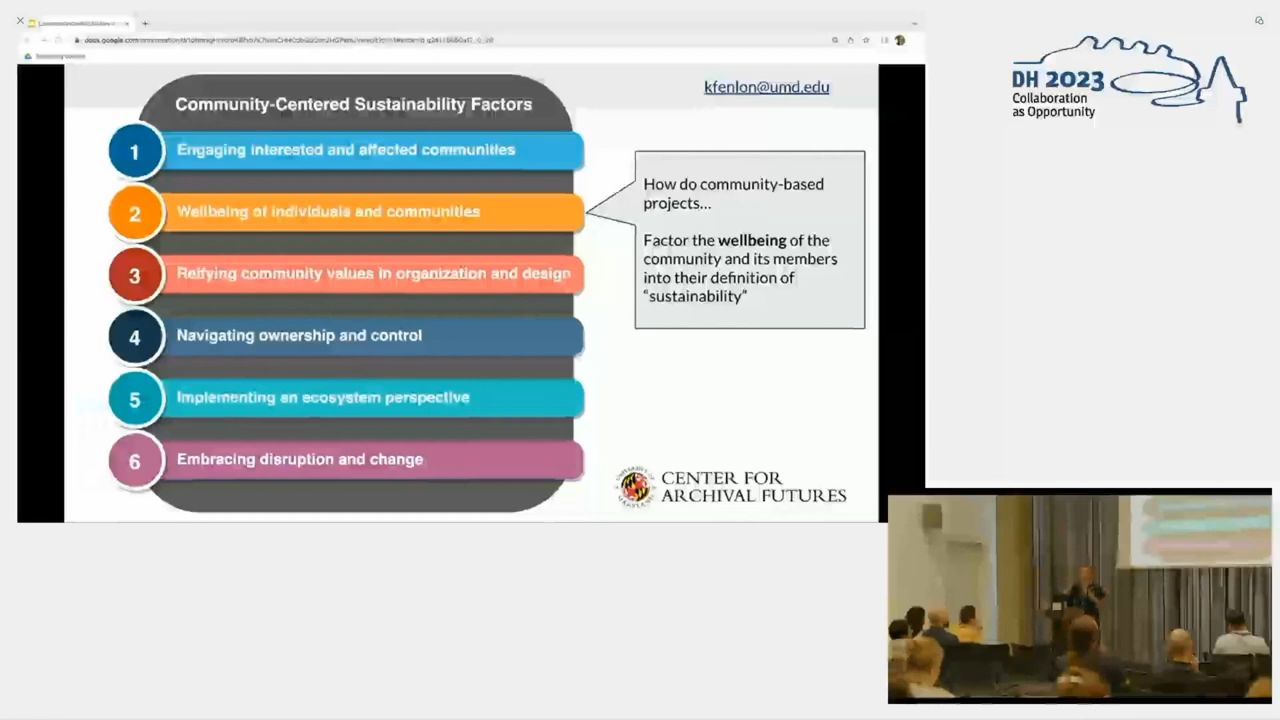 kfenlon@umd.edu
Community-Centered Sustainability Factors
1 Engaging interested and affected communities
2 Wellbeing of individuals and communities
3 Reifying community values in organization and design
4 Navigating ownership and control
5 Implementing an ecosystem perspective
6 Embracing disruption and change
How do community-based
projects...
Factor the wellbeing of the
community and its members
into their definition of
“sustainability”
CENTER FOR
ARCHIVAL FUTURES
DH 2023
Collaboration
as Opportunity